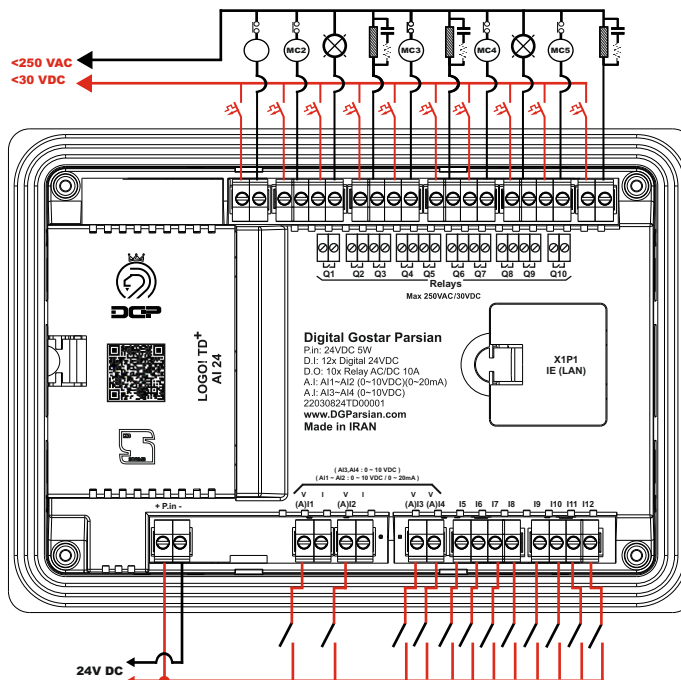 <250 VAC
<30 VDC
MC2
MC3
MC4
MC5
Q1 Q2 Q3 Q4 Q5 Q6 Q7 Q8 Q9 Q10
Relays
Max 250VAC/30VDC
DGP
LOGO! TD+
AI 24
Digital Gostar Parsian
P.in: 24VDC 5W
D.I: 12x Digital 24VDC
D.O: 10x Relay AC/DC 10A
A.I: AI1~AI2 (0~10VDC)(0~20mA)
A.I: AI3~AI4 (0~10VDC)
22030824TD00001
www.DGParsian.com
Made in IRAN
X1P1
IE (LAN)
( AI3,AI4 : 0 ~ 10 VDC )
( AI1 ~ AI2 : 0 ~ 10 VDC / 0 ~ 20mA )
V I V I V V
+ P.in - (A)I1 (A)I2 (A)I3 (A)I4 I5 I6 I7 I8 I9 I10 I11 I12
24V DC